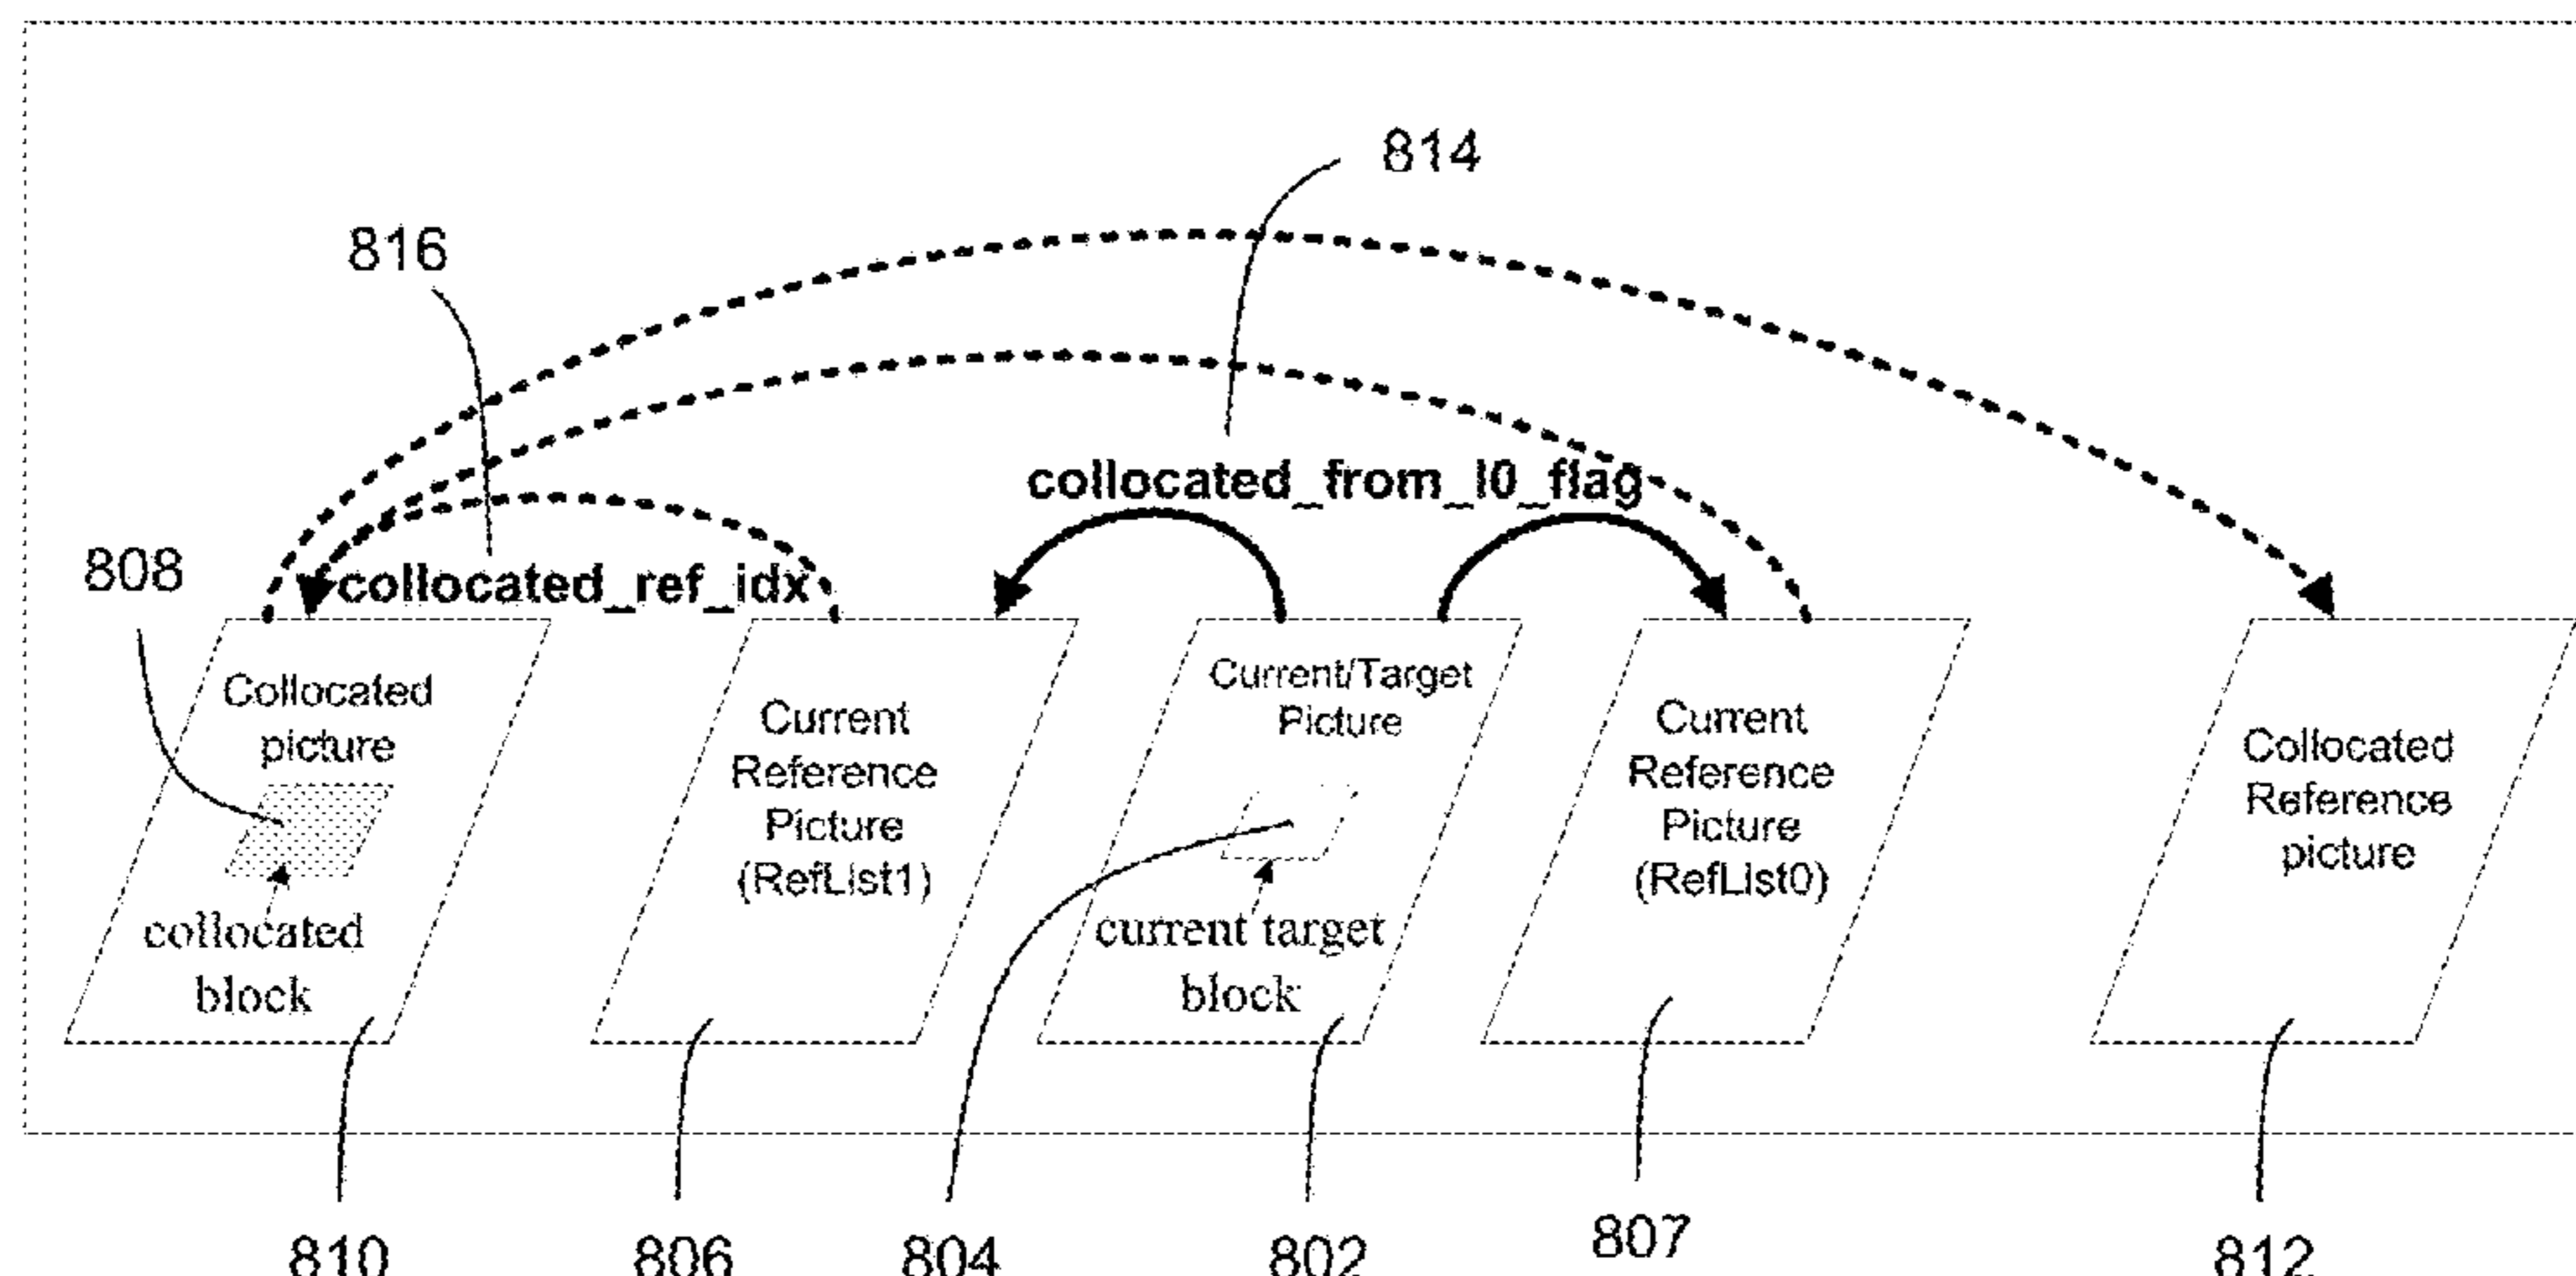 814
816
collocated_from_l0_flag
808
collocated_ref_idx
Collocated
picture
collocated
block
Current
Reference
Picture
(RefList1)
Current/Target
Picture
current target
block
Current
Reference
Picture
(RefList0)
Collocated
Reference
picture
810
806
804
802
807
812